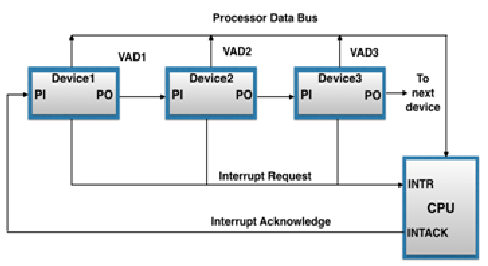 Processor Data Bus
VAD1
VAD2
VAD3
Device1
PI
PO
Device2
PI
PO
Device3
PI
PO
To
next
device
Interrupt Request
INTR
CPU
Interrupt Acknowledge
INTACK